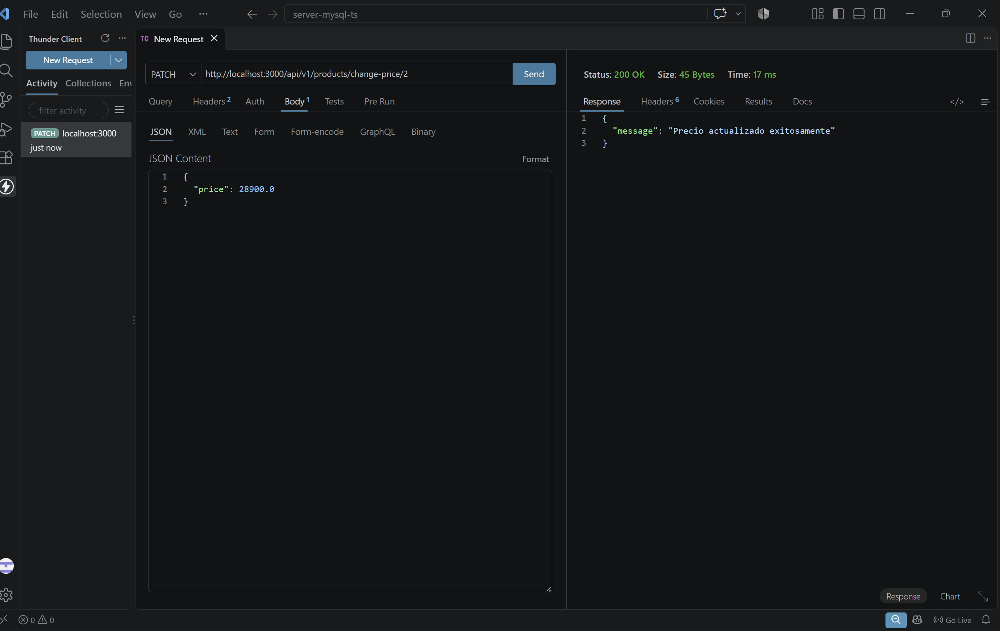 File Edit Selection View Go ···
server-mysql-ts
Thunder Client ···
TC New Request
New Request
Activity Collections Env
filter activity
PATCH localhost:3000
just now
PATCH http://localhost:3000/api/v1/products/change-price/2 Send
Query Headers 2 Auth Body 1 Tests Pre Run
JSON XML Text Form Form-encode GraphQL Binary
JSON Content Format
1 {
2 "price": 28900.0
3 }
Status: 200 OK Size: 45 Bytes Time: 17 ms
Response Headers 6 Cookies Results Docs </>
1 {
2 "message": "Precio actualizado exitosamente"
3 }
Response Chart
0 0
Go Live